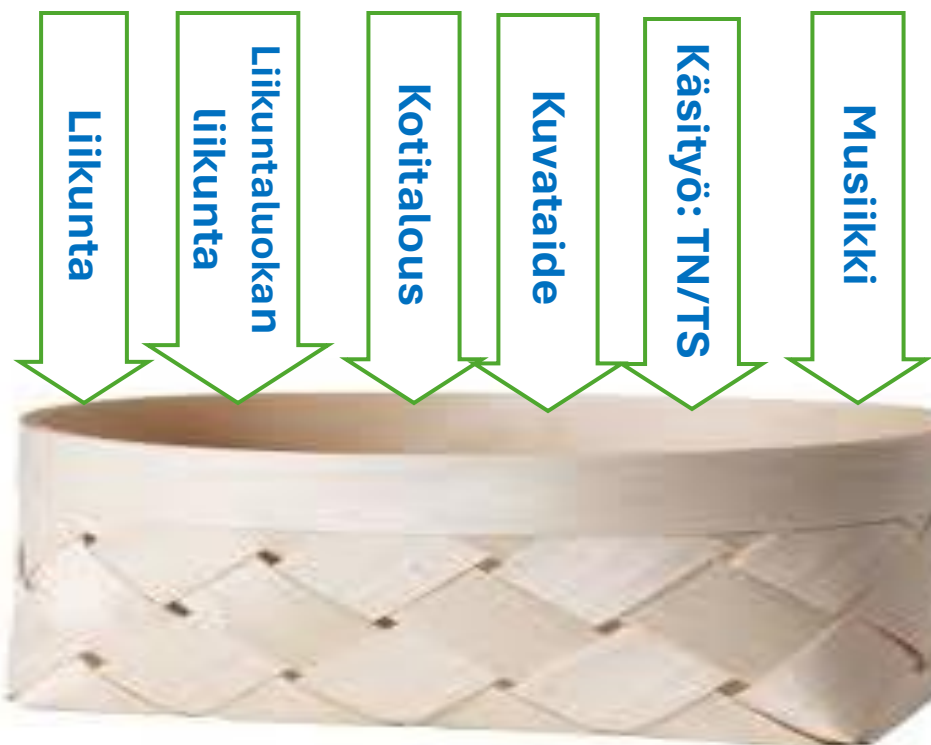 Liikunta
Liikuntaluokan
liikunta
Kotitalous
Kuvataide
Käsityö: TN/TS
Musiikki